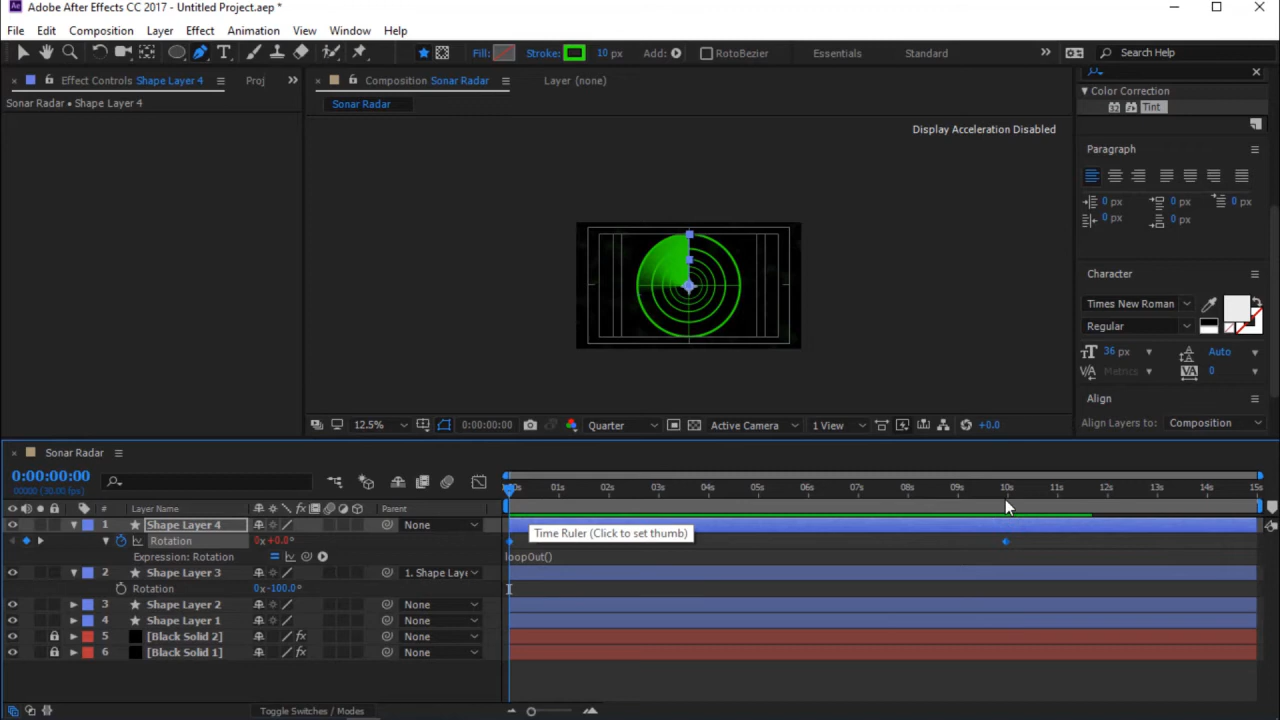 Adobe After Effects CC 2017 - Untitled Project.aep *
File Edit Composition Layer Effect Animation View Window Help
Fill: Stroke: 10 px Add: RotoBezier Essentials Standard Search Help
Effect Controls Shape Layer 4 Proj Composition Sonar Radar Layer (none)
Sonar Radar • Shape Layer 4 Sonar Radar
Color Correction
Tint
Display Acceleration Disabled
Paragraph
0 px 0 px 0 px
0 px 0 px
Character
Times New Roman
Regular
36 px Auto
Metrics 0
Align
Align Layers to: Composition
12.5% 0:00:00:00 Quarter Active Camera 1 View +0.0
Sonar Radar
0:00:00:00
00000 (30.00 fps)
01s 02s 03s 04s 05s 06s 07s 08s 09s 10s 11s 12s 13s 14s 15s
Layer Name Parent
1 Shape Layer 4 None
Time Ruler (Click to set thumb)
Rotation 0x+0.0°
Expression: Rotation loopOut()
2 Shape Layer 3 1. Shape Laye
Rotation 0x-100.0°
3 Shape Layer 2 None
4 Shape Layer 1 None
5 [Black Solid 2] fx None
6 [Black Solid 1] fx None
Toggle Switches / Modes